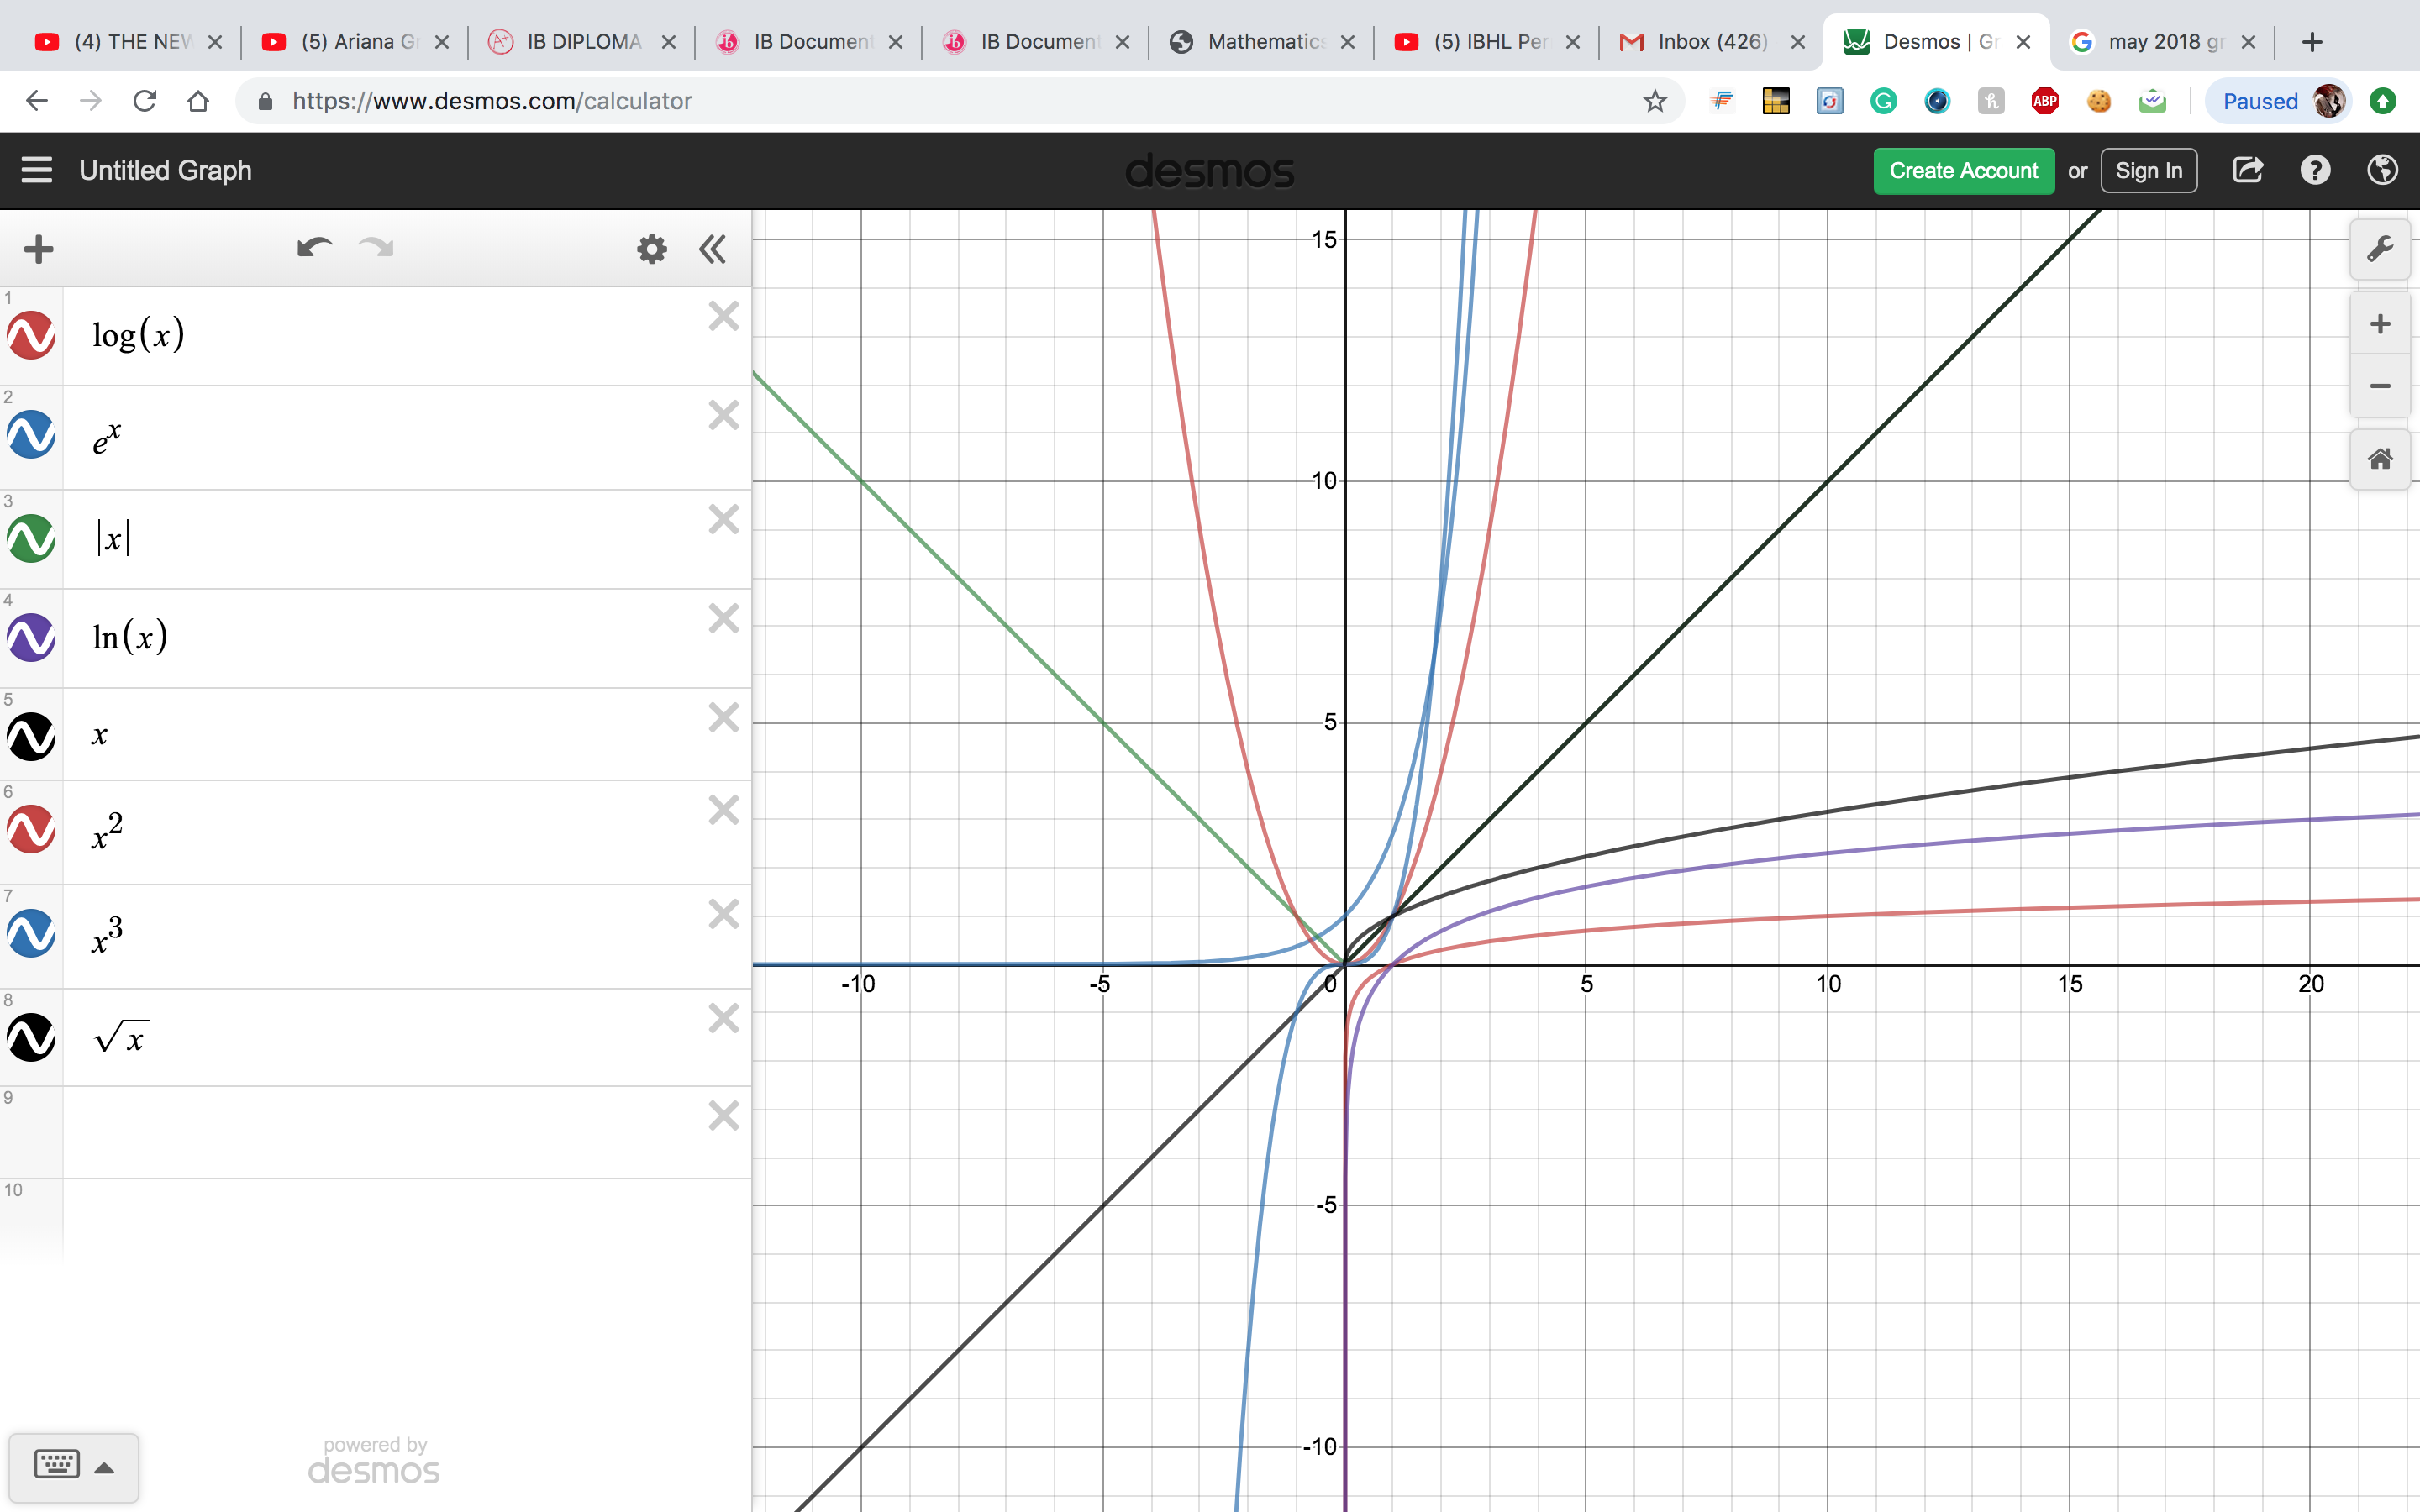 (4) THE NEW (5) Ariana Gr IB DIPLOMA IB Document IB Document Mathematics (5) IBHL Per Inbox (426) Desmos | Gr may 2018 gr
https://www.desmos.com/calculator ABP Paused
Untitled Graph desmos Create Account or Sign In
1 log(x)
2 e^x
3 |x|
4 ln(x)
5 x
6 x^2
7 x^3
8 √x
9
10
powered by
desmos
15
10
5
-10 -5 0 5 10 15 20
-5
-10